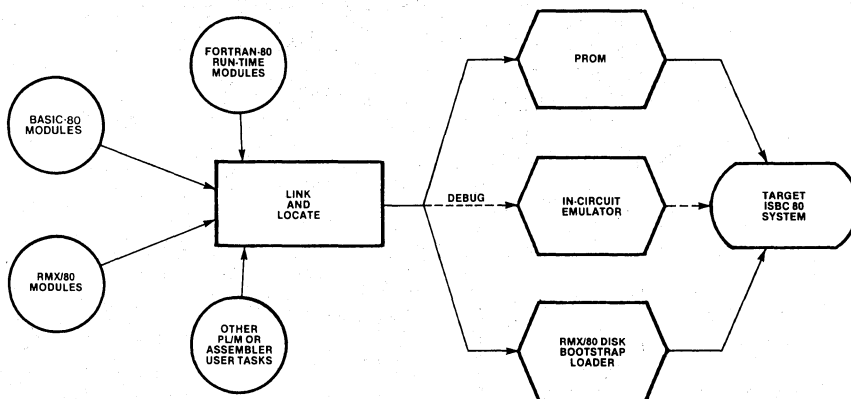 FORTRAN-80
RUN-TIME
MODULES
BASIC-80
MODULES
RMX/80
MODULES
OTHER
PL/M OR
ASSEMBLER
USER TASKS
LINK
AND
LOCATE
DEBUG
PROM
IN-CIRCUIT
EMULATOR
RMX/80 DISK
BOOTSTRAP
LOADER
TARGET
ISBC 80
SYSTEM